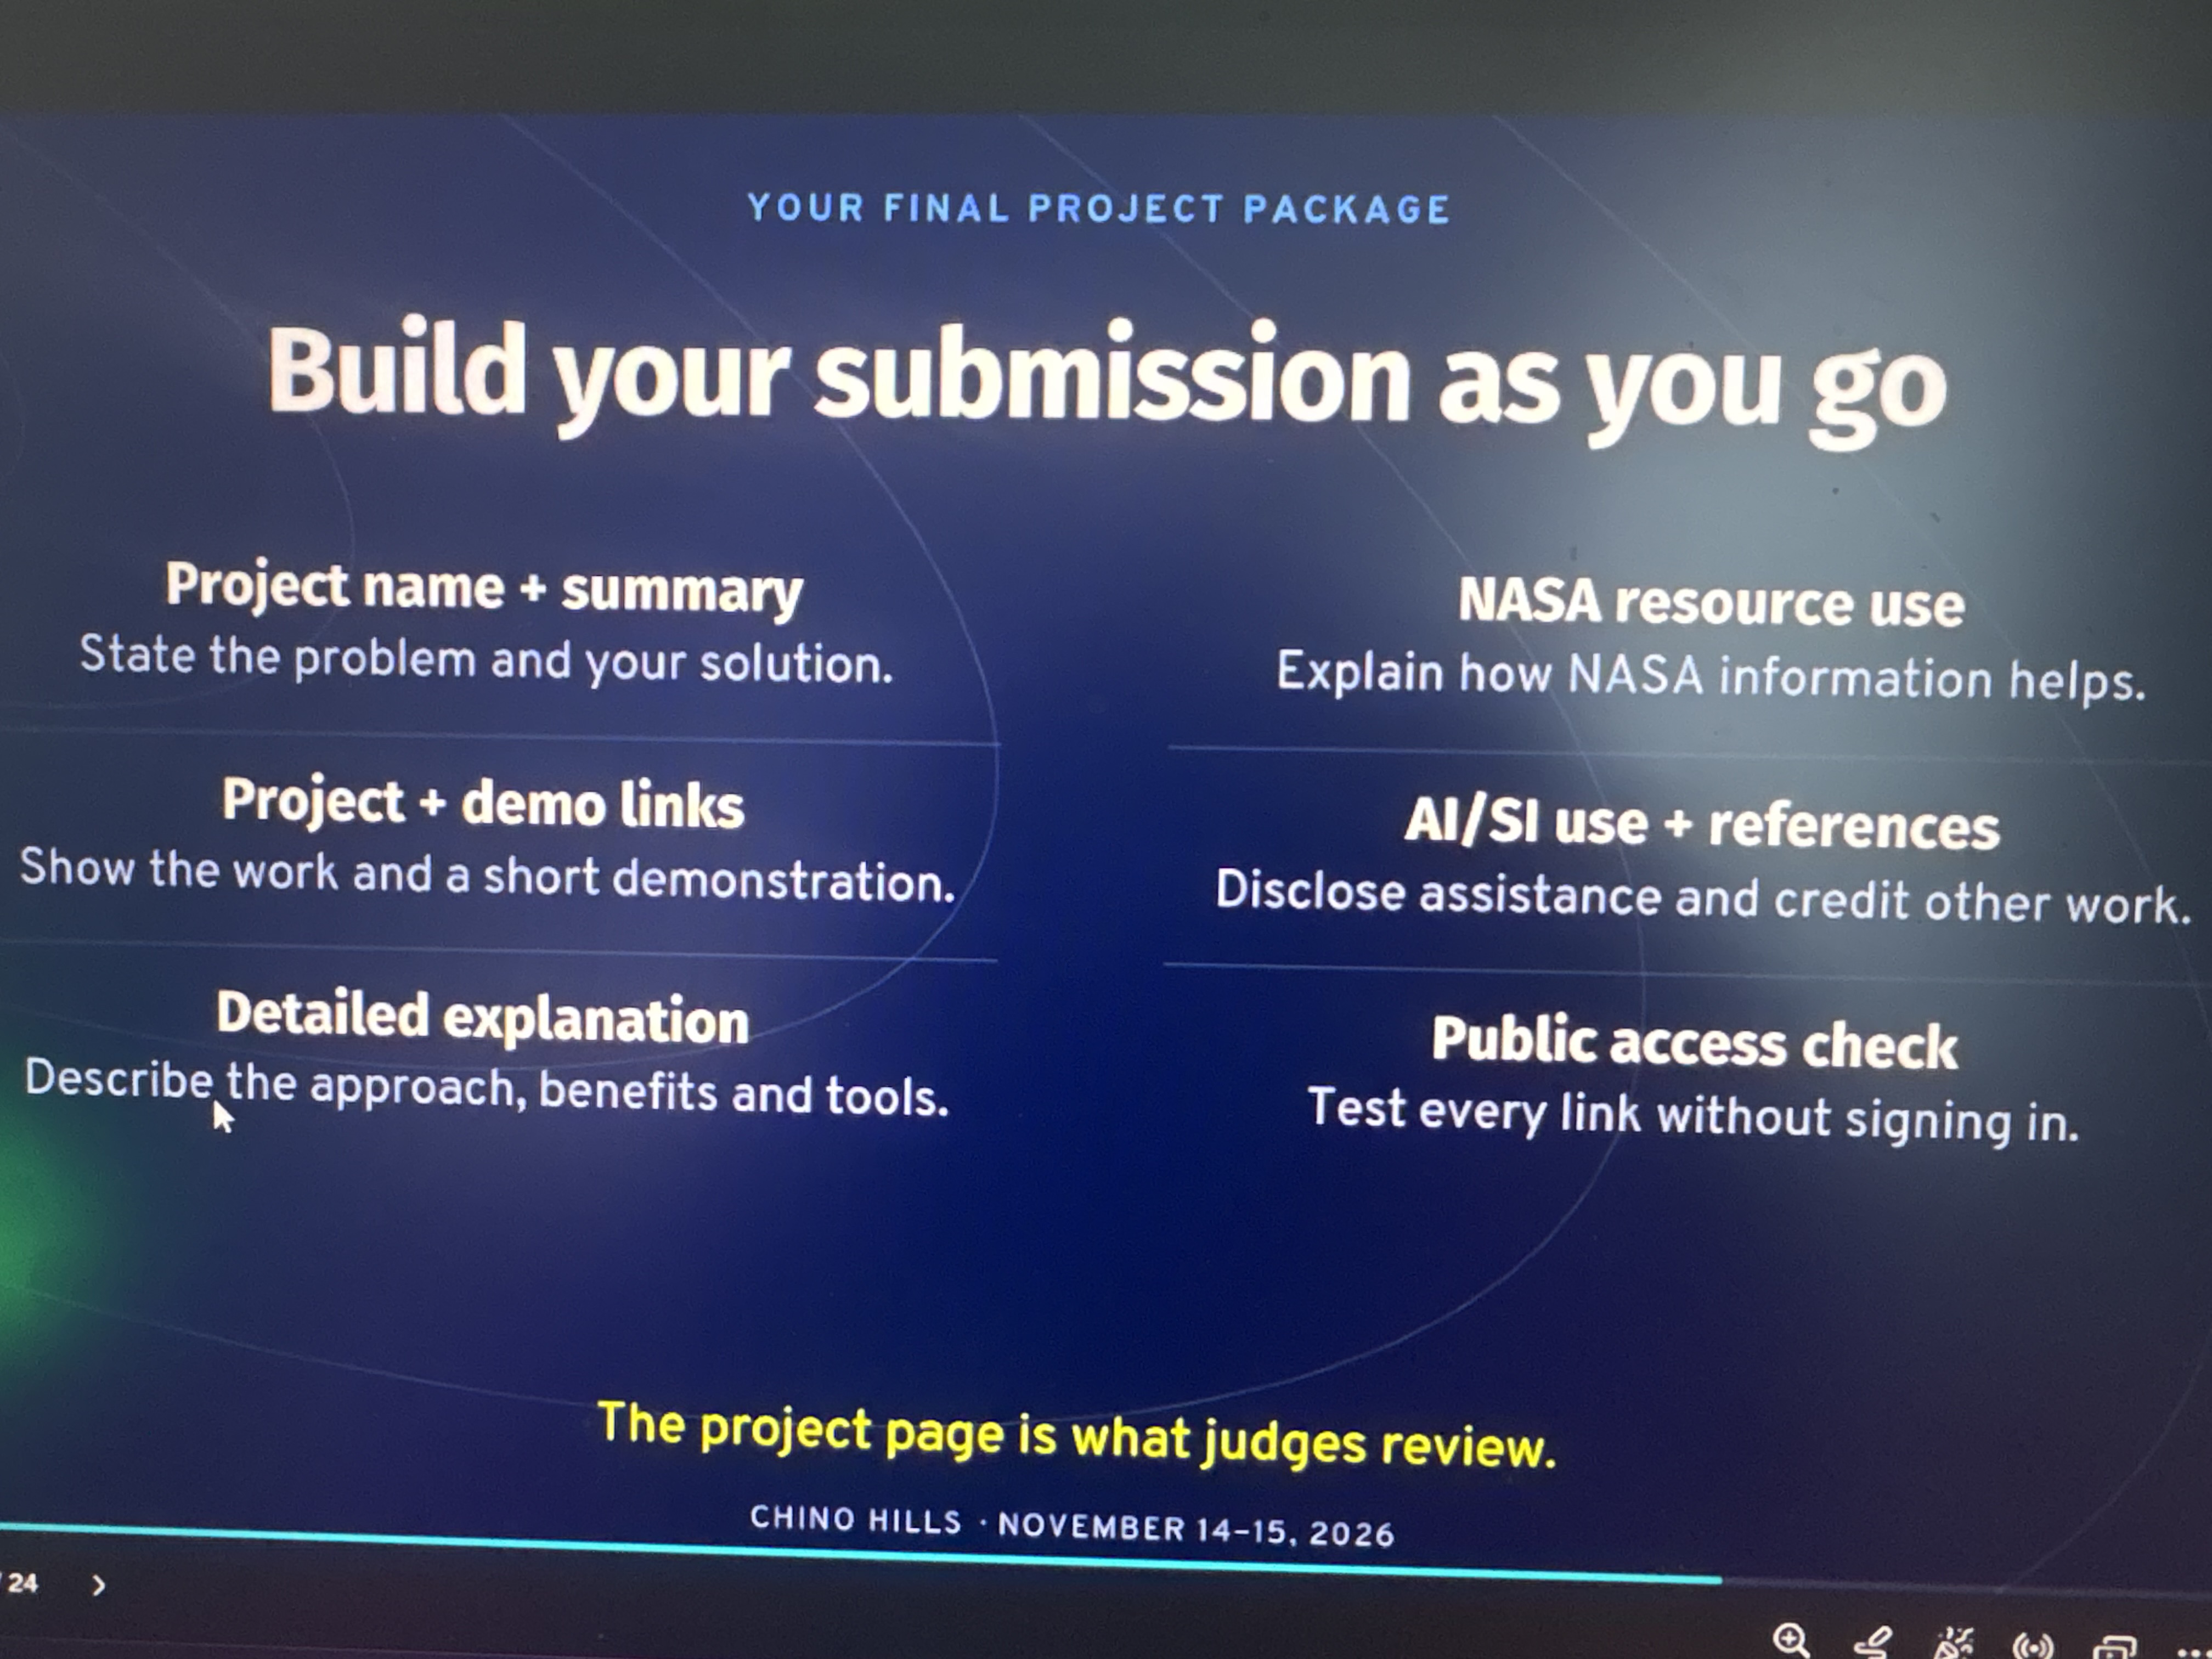 YOUR FINAL PROJECT PACKAGE
Build your submission as you go
Project name + summary
State the problem and your solution.
Project + demo links
Show the work and a short demonstration.
Detailed explanation
Describe the approach, benefits and tools.
NASA resource use
Explain how NASA information helps.
AI/SI use + references
Disclose assistance and credit other work.
Public access check
Test every link without signing in.
The project page is what judges review.
CHINO HILLS · NOVEMBER 14–15, 2026
24